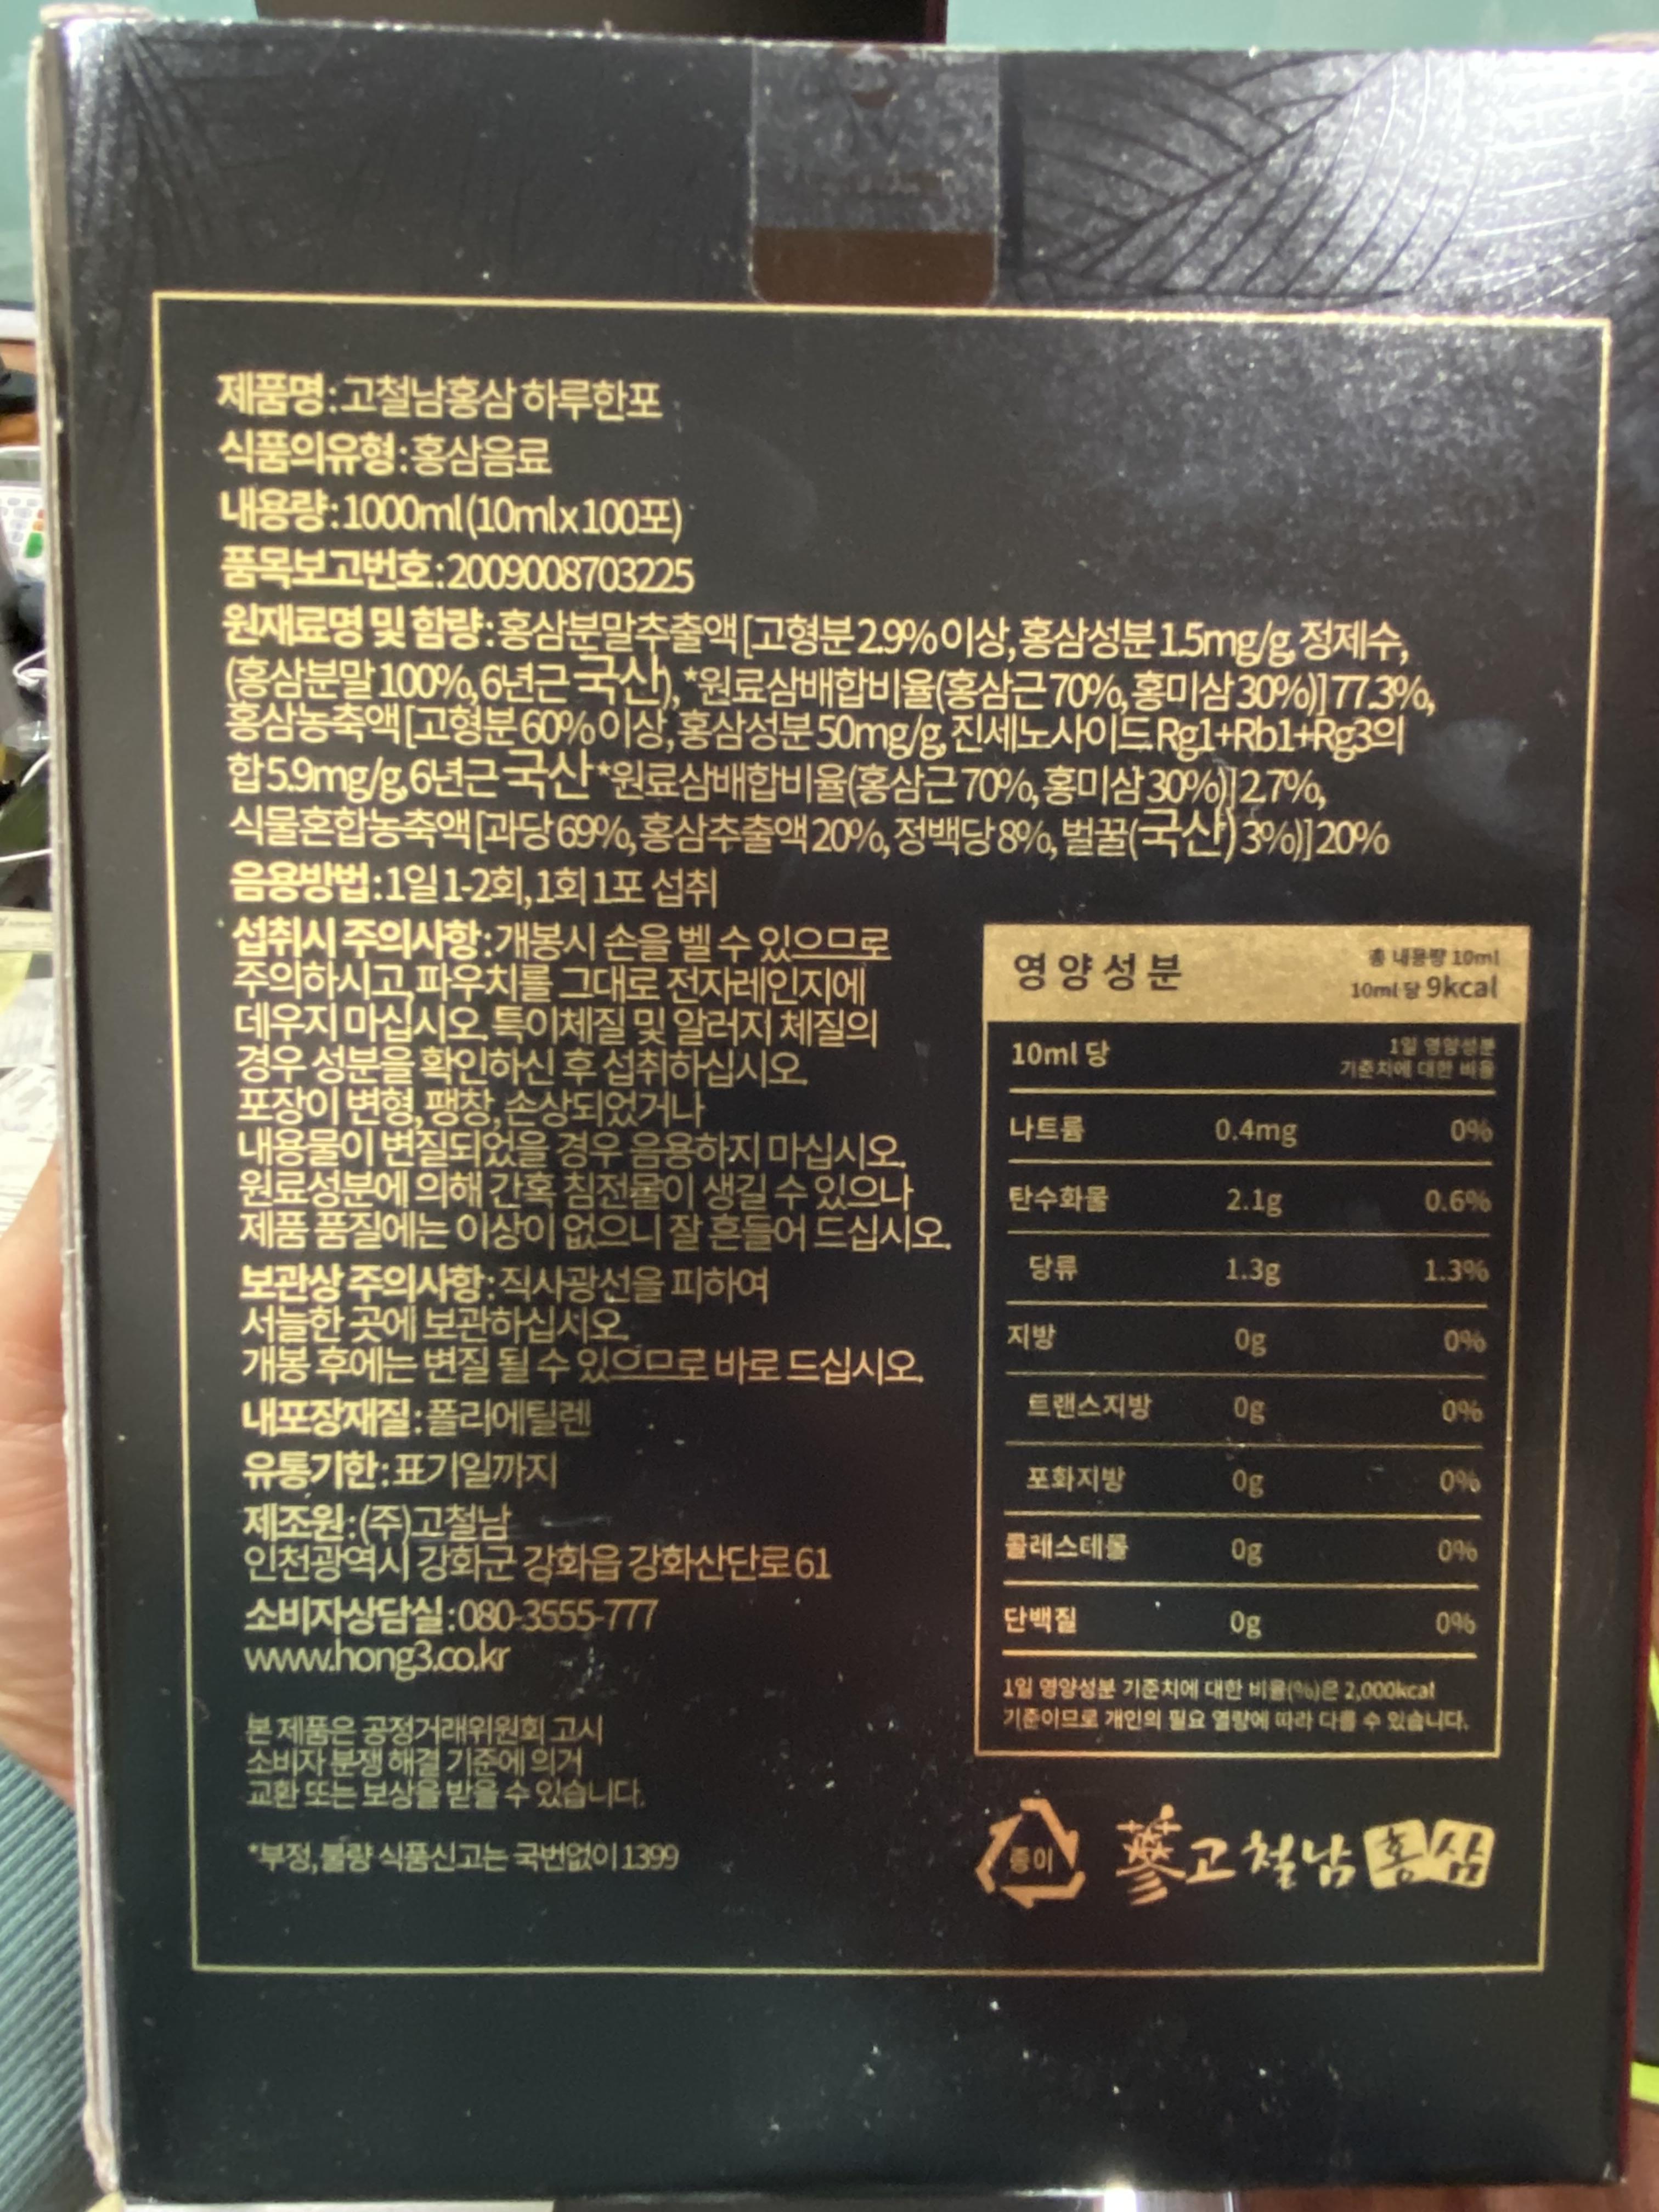 제품명:고철남홍삼 하루한포
식품의유형:홍삼음료
내용량:1000ml(10mlx100포)
품목보고번호:2009008703225
원재료명 및 함량:홍삼분말추출액[고형분2.9%이상,홍삼성분1.5mg/g,정제수,
(홍삼분말100%,6년근국산),*원료삼배합비율(홍삼근70%,홍미삼30%)]77.3%,
홍삼농축액[고형분60%이상,홍삼성분50mg/g,진세노사이드Rg1+Rb1+Rg3의
합5.9mg/g,6년근국산*원료삼배합비율(홍삼근70%,홍미삼30%)]2.7%,
식물혼합농축액[과당69%,홍삼추출액20%,정백당8%,벌꿀(국산)3%)]20%
음용방법:1일1-2회,1회1포 섭취
섭취시 주의사항:개봉시 손을 벨 수 있으므로
주의하시고,파우치를 그대로 전자레인지에
데우지 마십시오. 특이체질 및 알러지 체질의
경우 성분을 확인하신 후 섭취하십시오.
포장이 변형,팽창,손상되었거나
내용물이 변질되었을 경우 음용하지 마십시오.
원료성분에 의해 간혹 침전물이 생길 수 있으나
제품 품질에는 이상이 없으니 잘 흔들어 드십시오.
보관상 주의사항:직사광선을 피하여
서늘한 곳에 보관하십시오.
개봉 후에는 변질 될 수 있으므로 바로 드십시오.
내포장재질:폴리에틸렌
유통기한:표기일까지
제조원:(주)고철남
인천광역시 강화군 강화읍 강화산단로61
소비자상담실:080-3555-777
www.hong3.co.kr
본 제품은 공정거래위원회 고시
소비자 분쟁 해결 기준에 의거
교환 또는 보상을 받을 수 있습니다.
*부정,불량 식품신고는 국번없이1399
영양성분
총 내용량 10ml
10ml 당 9kcal
10ml 당
1일 영양성분
기준치에 대한 비율
나트륨 0.4mg 0%
탄수화물 2.1g 0.6%
당류 1.3g 1.3%
지방 0g 0%
트랜스지방 0g 0%
포화지방 0g 0%
콜레스테롤 0g 0%
단백질 0g 0%
1일 영양성분 기준치에 대한 비율(%)은 2,000kcal
기준이므로 개인의 필요 열량에 따라 다를 수 있습니다.
종이
蔘고철남홍삼